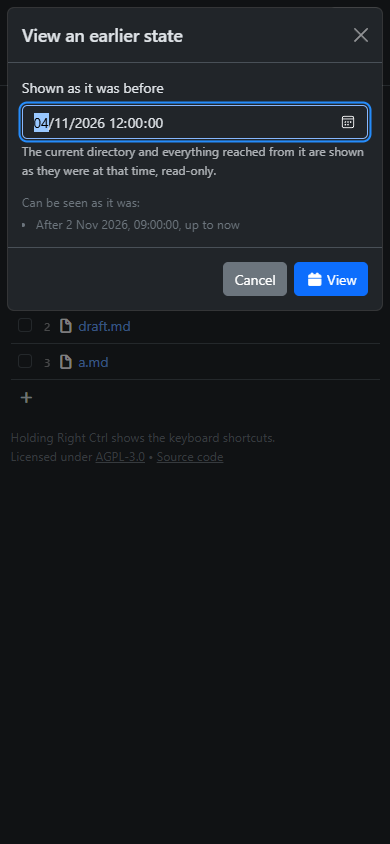 View an earlier state
Shown as it was before
04/11/2026 12:00:00
The current directory and everything reached from it are shown
as they were at that time, read-only.
Can be seen as it was:
• After 2 Nov 2026, 09:00:00, up to now
Cancel
View
2 draft.md
3 a.md
+
Holding Right Ctrl shows the keyboard shortcuts.
Licensed under AGPL-3.0 • Source code